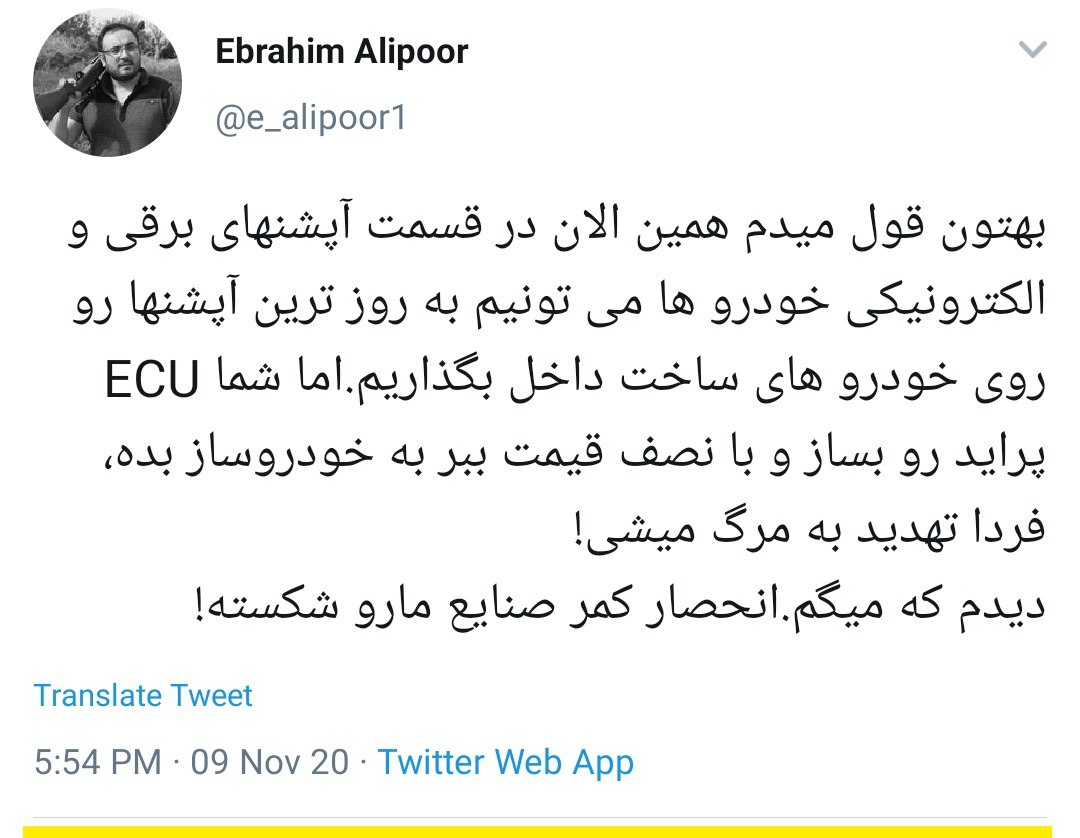 Ebrahim Alipoor
@e_alipoor1
بهتون قول میدم همین الان در قسمت آپشنهای برقی و
الکترونیکی خودرو ها می تونیم به روز ترین آپشنها رو
روی خودرو های ساخت داخل بگذاریم.اما شما ECU
پراید رو بساز و با نصف قیمت ببر به خودروساز بده،
فردا تهدید به مرگ میشی!
دیدم که میگم.انحصار کمر صنایع مارو شکسته!
Translate Tweet
5:54 PM · 09 Nov 20 · Twitter Web App